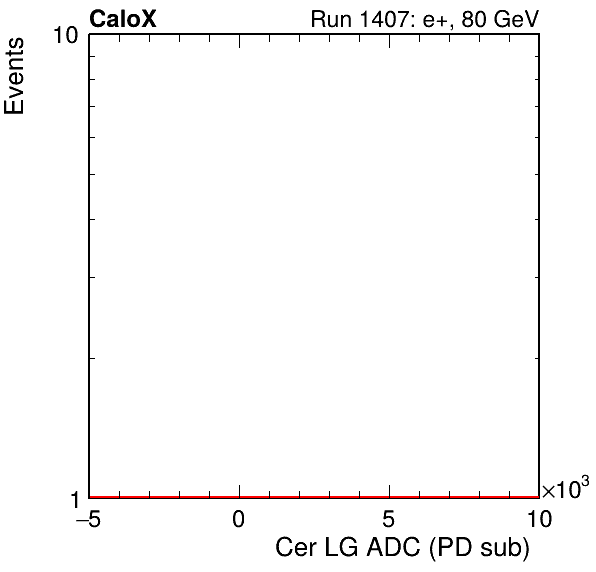 CaloX Run 1407: e+, 80 GeV
Events
10
1
−5 0 5 10
×10³
Cer LG ADC (PD sub)